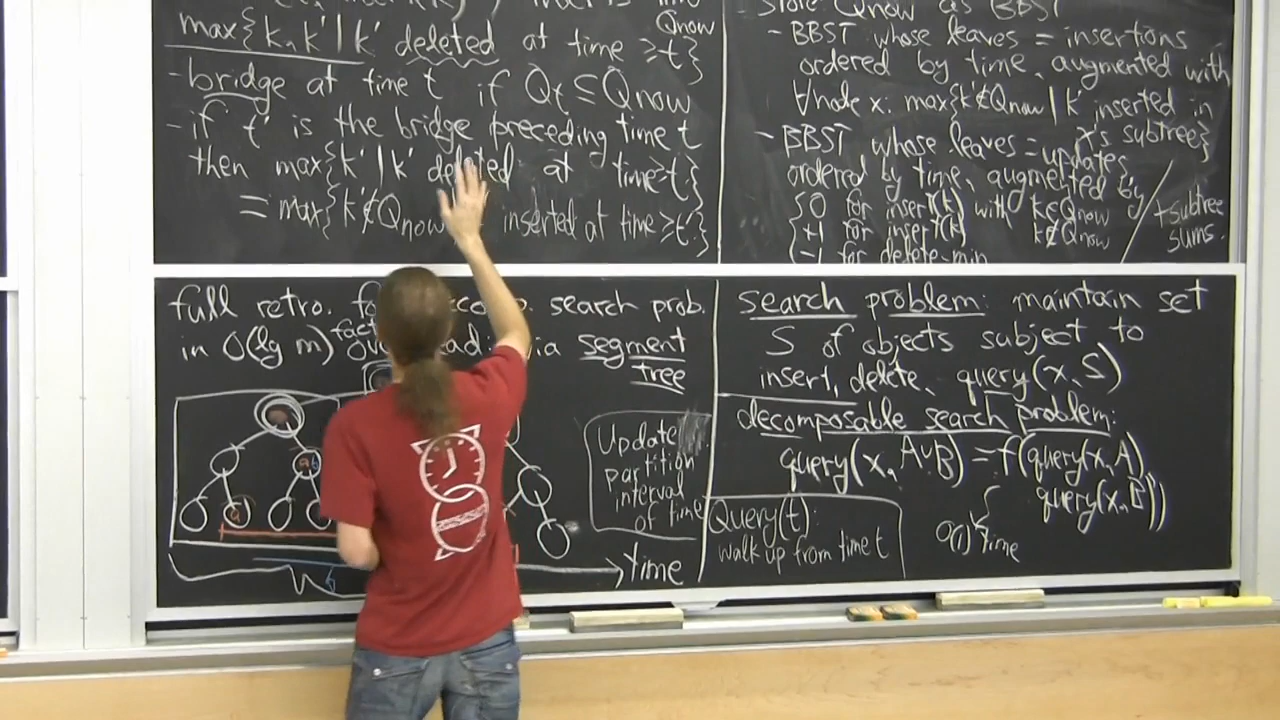 max{k, k' | k' deleted at time ≥t}
Qnow
- bridge at time t if Qt ⊆ Qnow
- if t' is the bridge preceding time t
then max{k' | k' deleted at time≥t}
= max{k'∉Qnow inserted at time ≥t'}
Store Qnow as BBST
- BBST whose leaves = insertions
ordered by time, augmented with
∀node x: max{k'∉Qnow | k' inserted in
x's subtree}
- BBST whose leaves = updates
ordered by time, augmented by
{0 for insert(k) with k∈Qnow
+1 for insert(k) k∉Qnow
-1 for delete-min
+ subtree
sums.
full retro. search prob.
in O(lg m) via segment
tree
a
ab
b
time
Update
partition
interval
of time
search problem: maintain set
S of objects subject to
insert, delete, query(x,S)
decomposable search problem:
query(x, A∪B) = f(query(x,A),
query(x,B))
O(1) time
Query(t):
walk up from time t